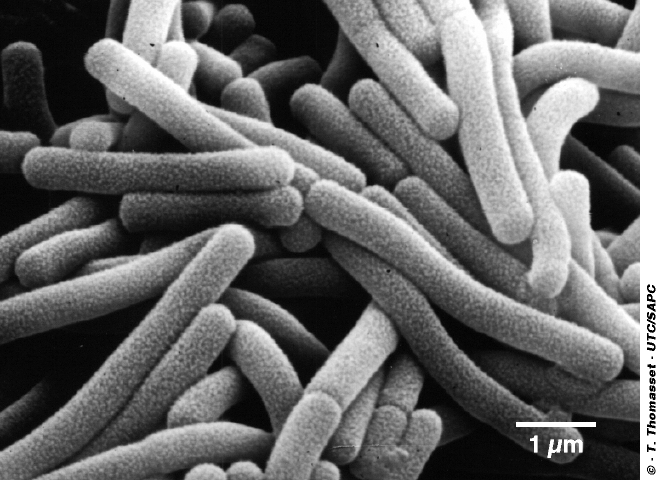 1 µm
© - T. Thomasset - UTC/SAPC